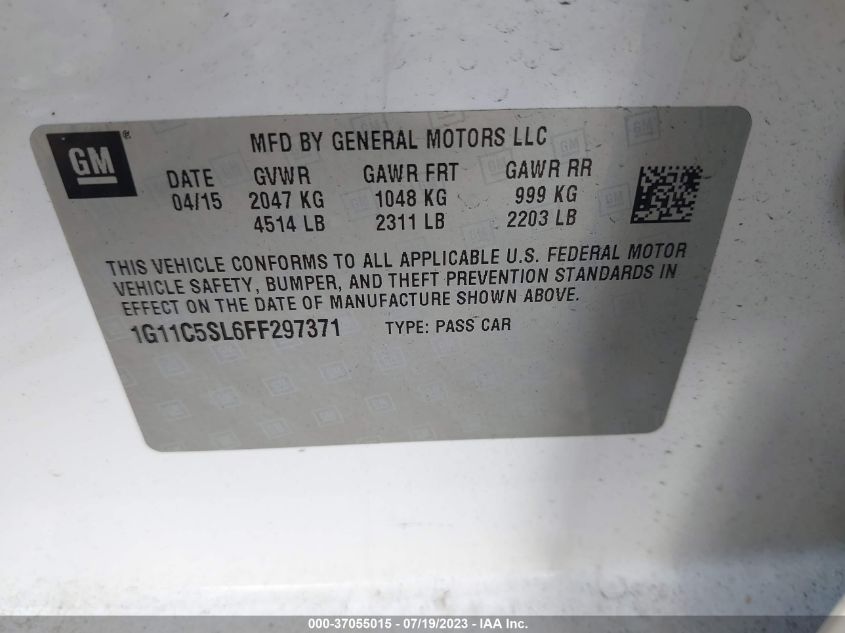 GM ®
MFD BY GENERAL MOTORS LLC
DATE GVWR GAWR FRT GAWR RR
04/15 2047 KG 1048 KG 999 KG
4514 LB 2311 LB 2203 LB
THIS VEHICLE CONFORMS TO ALL APPLICABLE U.S. FEDERAL MOTOR
VEHICLE SAFETY, BUMPER, AND THEFT PREVENTION STANDARDS IN
EFFECT ON THE DATE OF MANUFACTURE SHOWN ABOVE.
1G11C5SL6FF297371 TYPE: PASS CAR
000-37055015 - 07/19/2023 - IAA Inc.